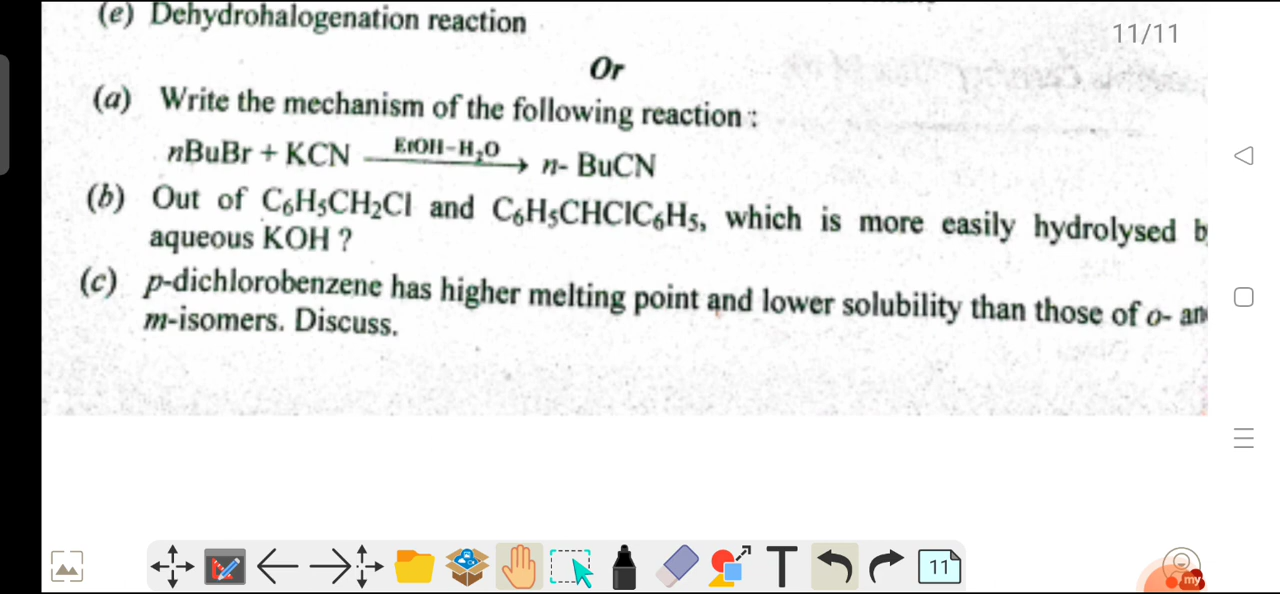 (e) Dehydrohalogenation reaction
11/11
Or
(a) Write the mechanism of the following reaction :
nBuBr + KCN EtOH-H₂O → n- BuCN
(b) Out of C₆H₅CH₂Cl and C₆H₅CHClC₆H₅, which is more easily hydrolysed
aqueous KOH ?
(c) p-dichlorobenzene has higher melting point and lower solubility than those of o-
m-isomers. Discuss.
T
11
my